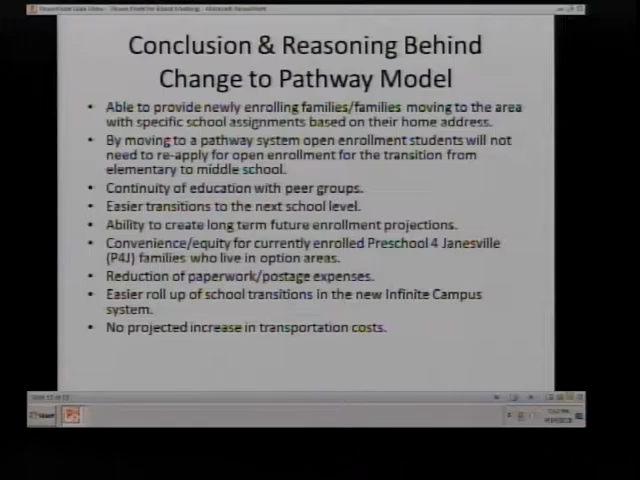 Conclusion & Reasoning Behind
Change to Pathway Model
• Able to provide newly enrolling families/families moving to the area
with specific school assignments based on their home address.
• By moving to a pathway system open enrollment students will not
need to re-apply for open enrollment for the transition from
elementary to middle school.
• Continuity of education with peer groups.
• Easier transitions to the next school level.
• Ability to create long term future enrollment projections.
• Convenience/equity for currently enrolled Preschool 4 Janesville
(P4J) families who live in option areas.
• Reduction of paperwork/postage expenses.
• Easier roll up of school transitions in the new Infinite Campus
system.
• No projected increase in transportation costs.